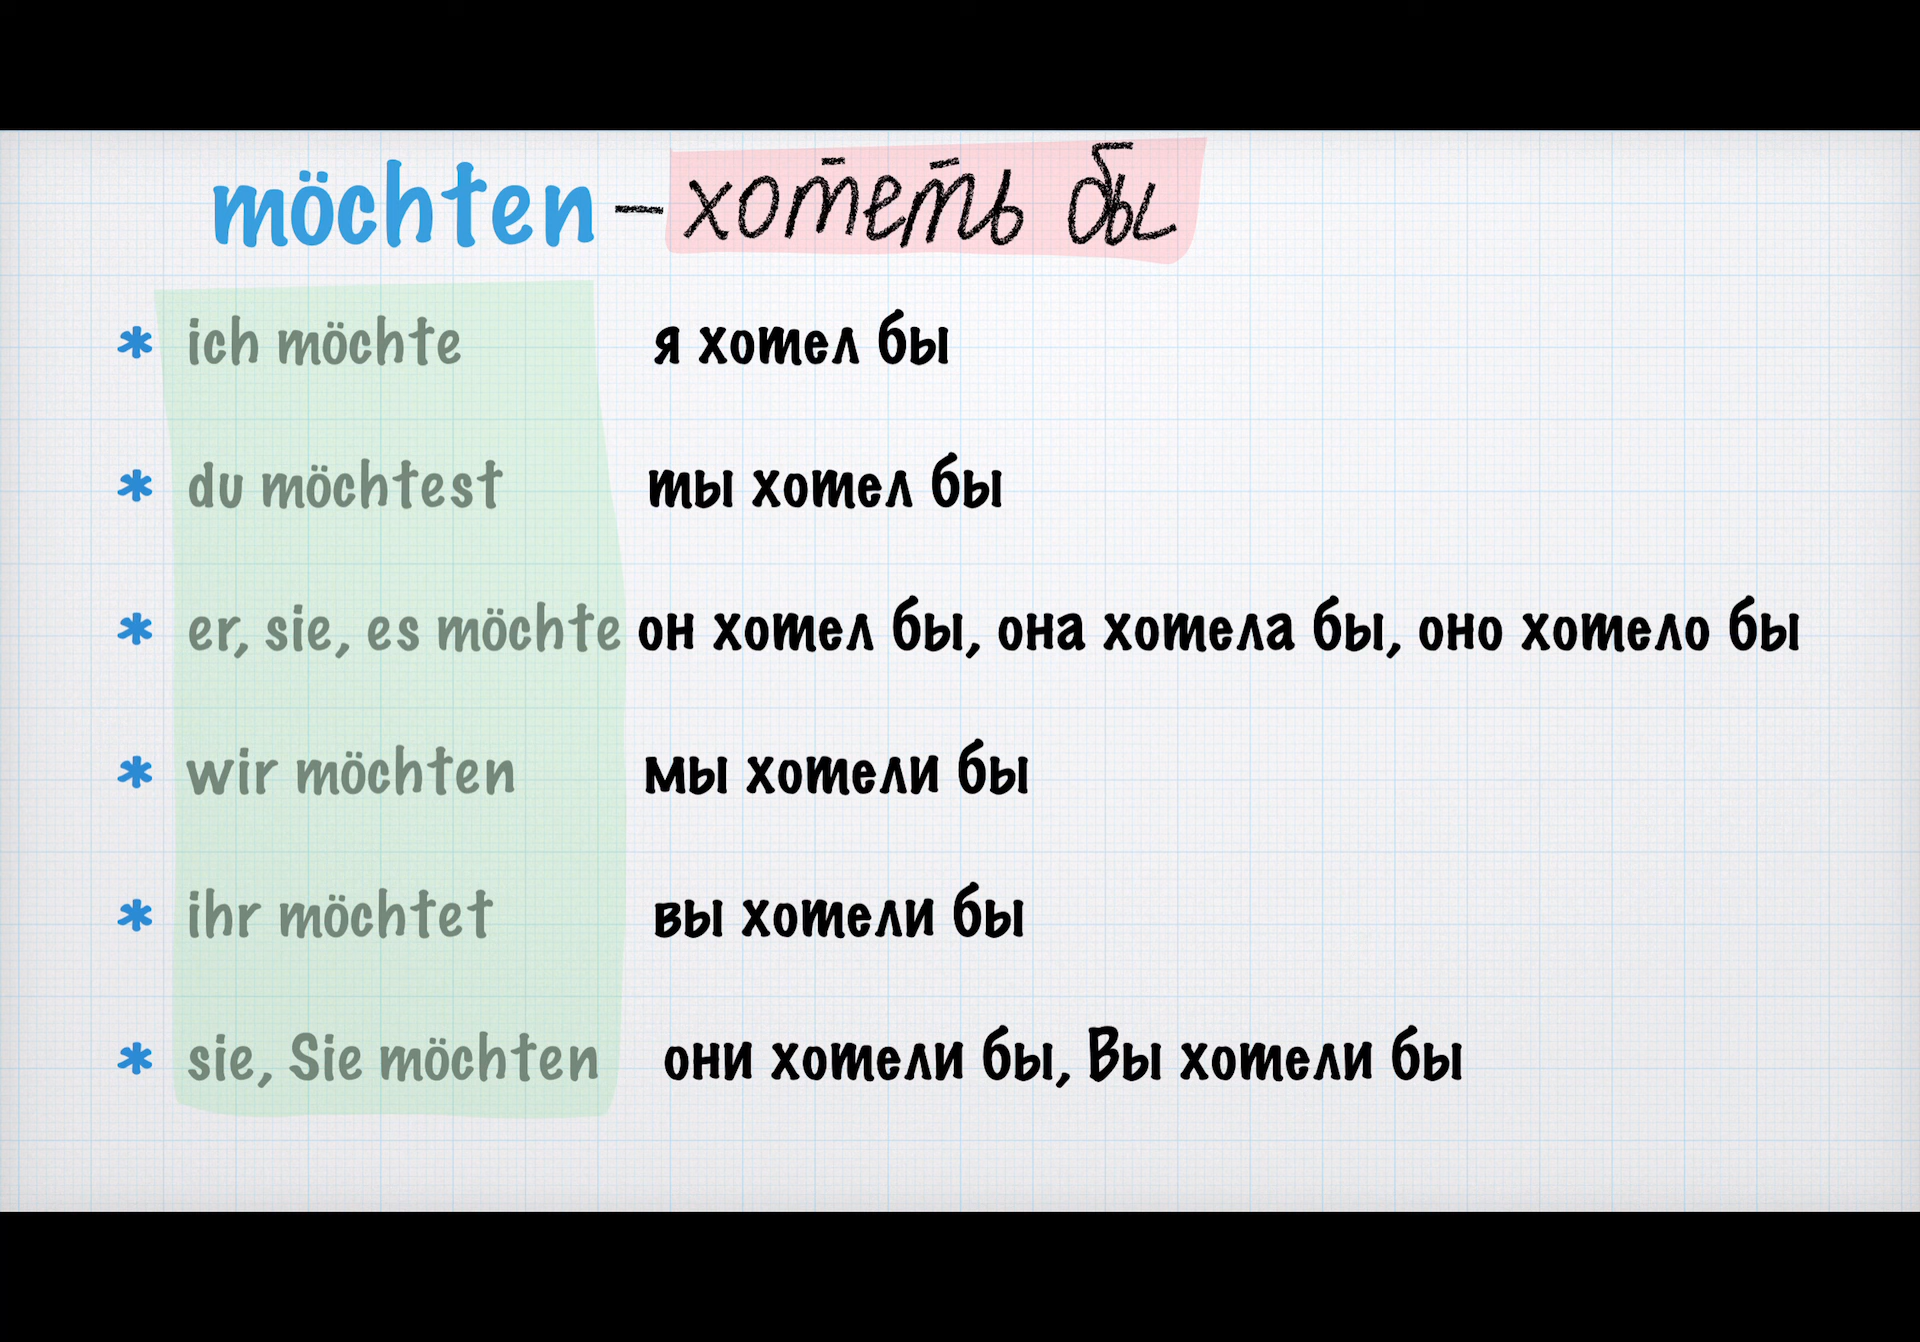 möchten – хотеть бы
* ich möchte я хотел бы
* du möchtest ты хотел бы
* er, sie, es möchte он хотел бы, она хотела бы, оно хотело бы
* wir möchten мы хотели бы
* ihr möchtet вы хотели бы
* sie, Sie möchten они хотели бы, Вы хотели бы